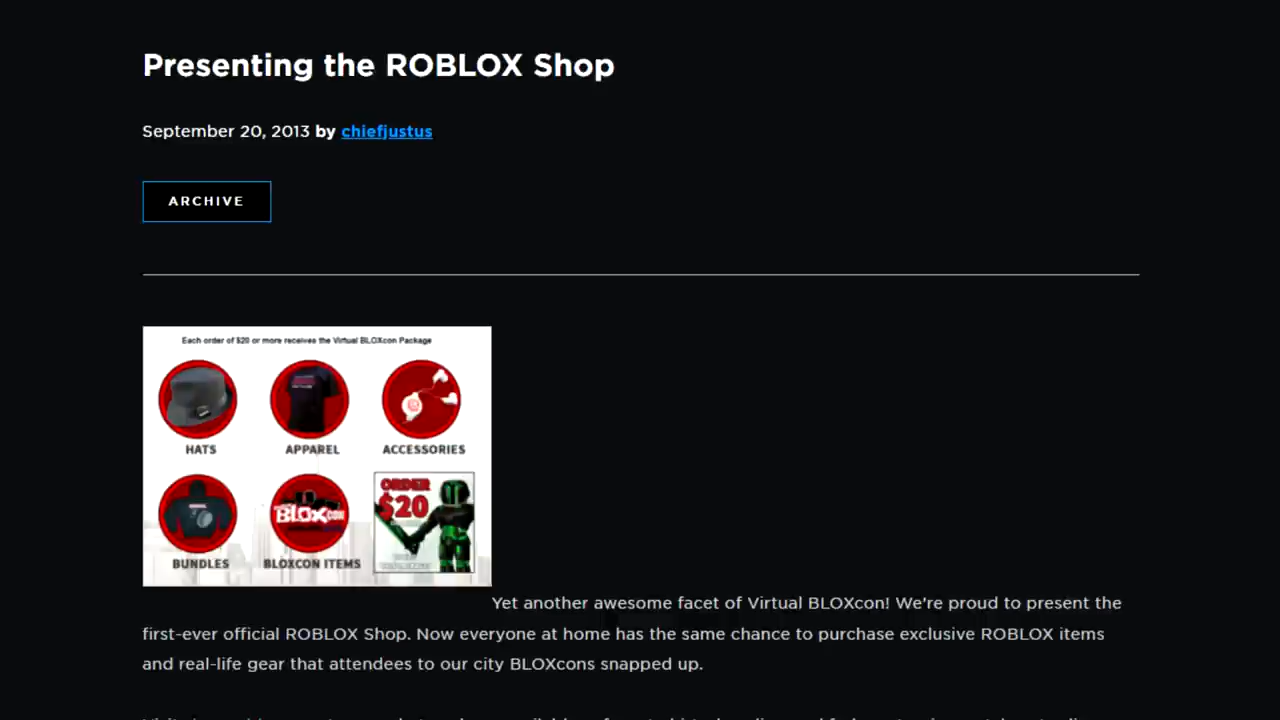 Presenting the ROBLOX Shop
September 20, 2013 by chiefjustus
ARCHIVE
Each order of $20 or more receives the Virtual BLOXcon Package
HATS
APPAREL
ACCESSORIES
ORDER
$20
BLOXcon
BUNDLES
BLOXCON ITEMS
Yet another awesome facet of Virtual BLOXcon! We're proud to present the
first-ever official ROBLOX Shop. Now everyone at home has the same chance to purchase exclusive ROBLOX items
and real-life gear that attendees to our city BLOXcons snapped up.